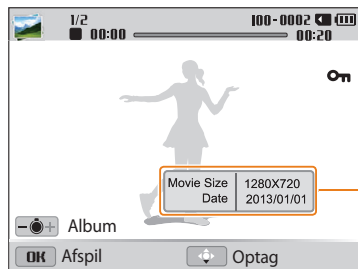 1/2 100-0002
00:00 00:20
Movie Size 1280X720
Date 2013/01/01
Album
OK Afspil Optag